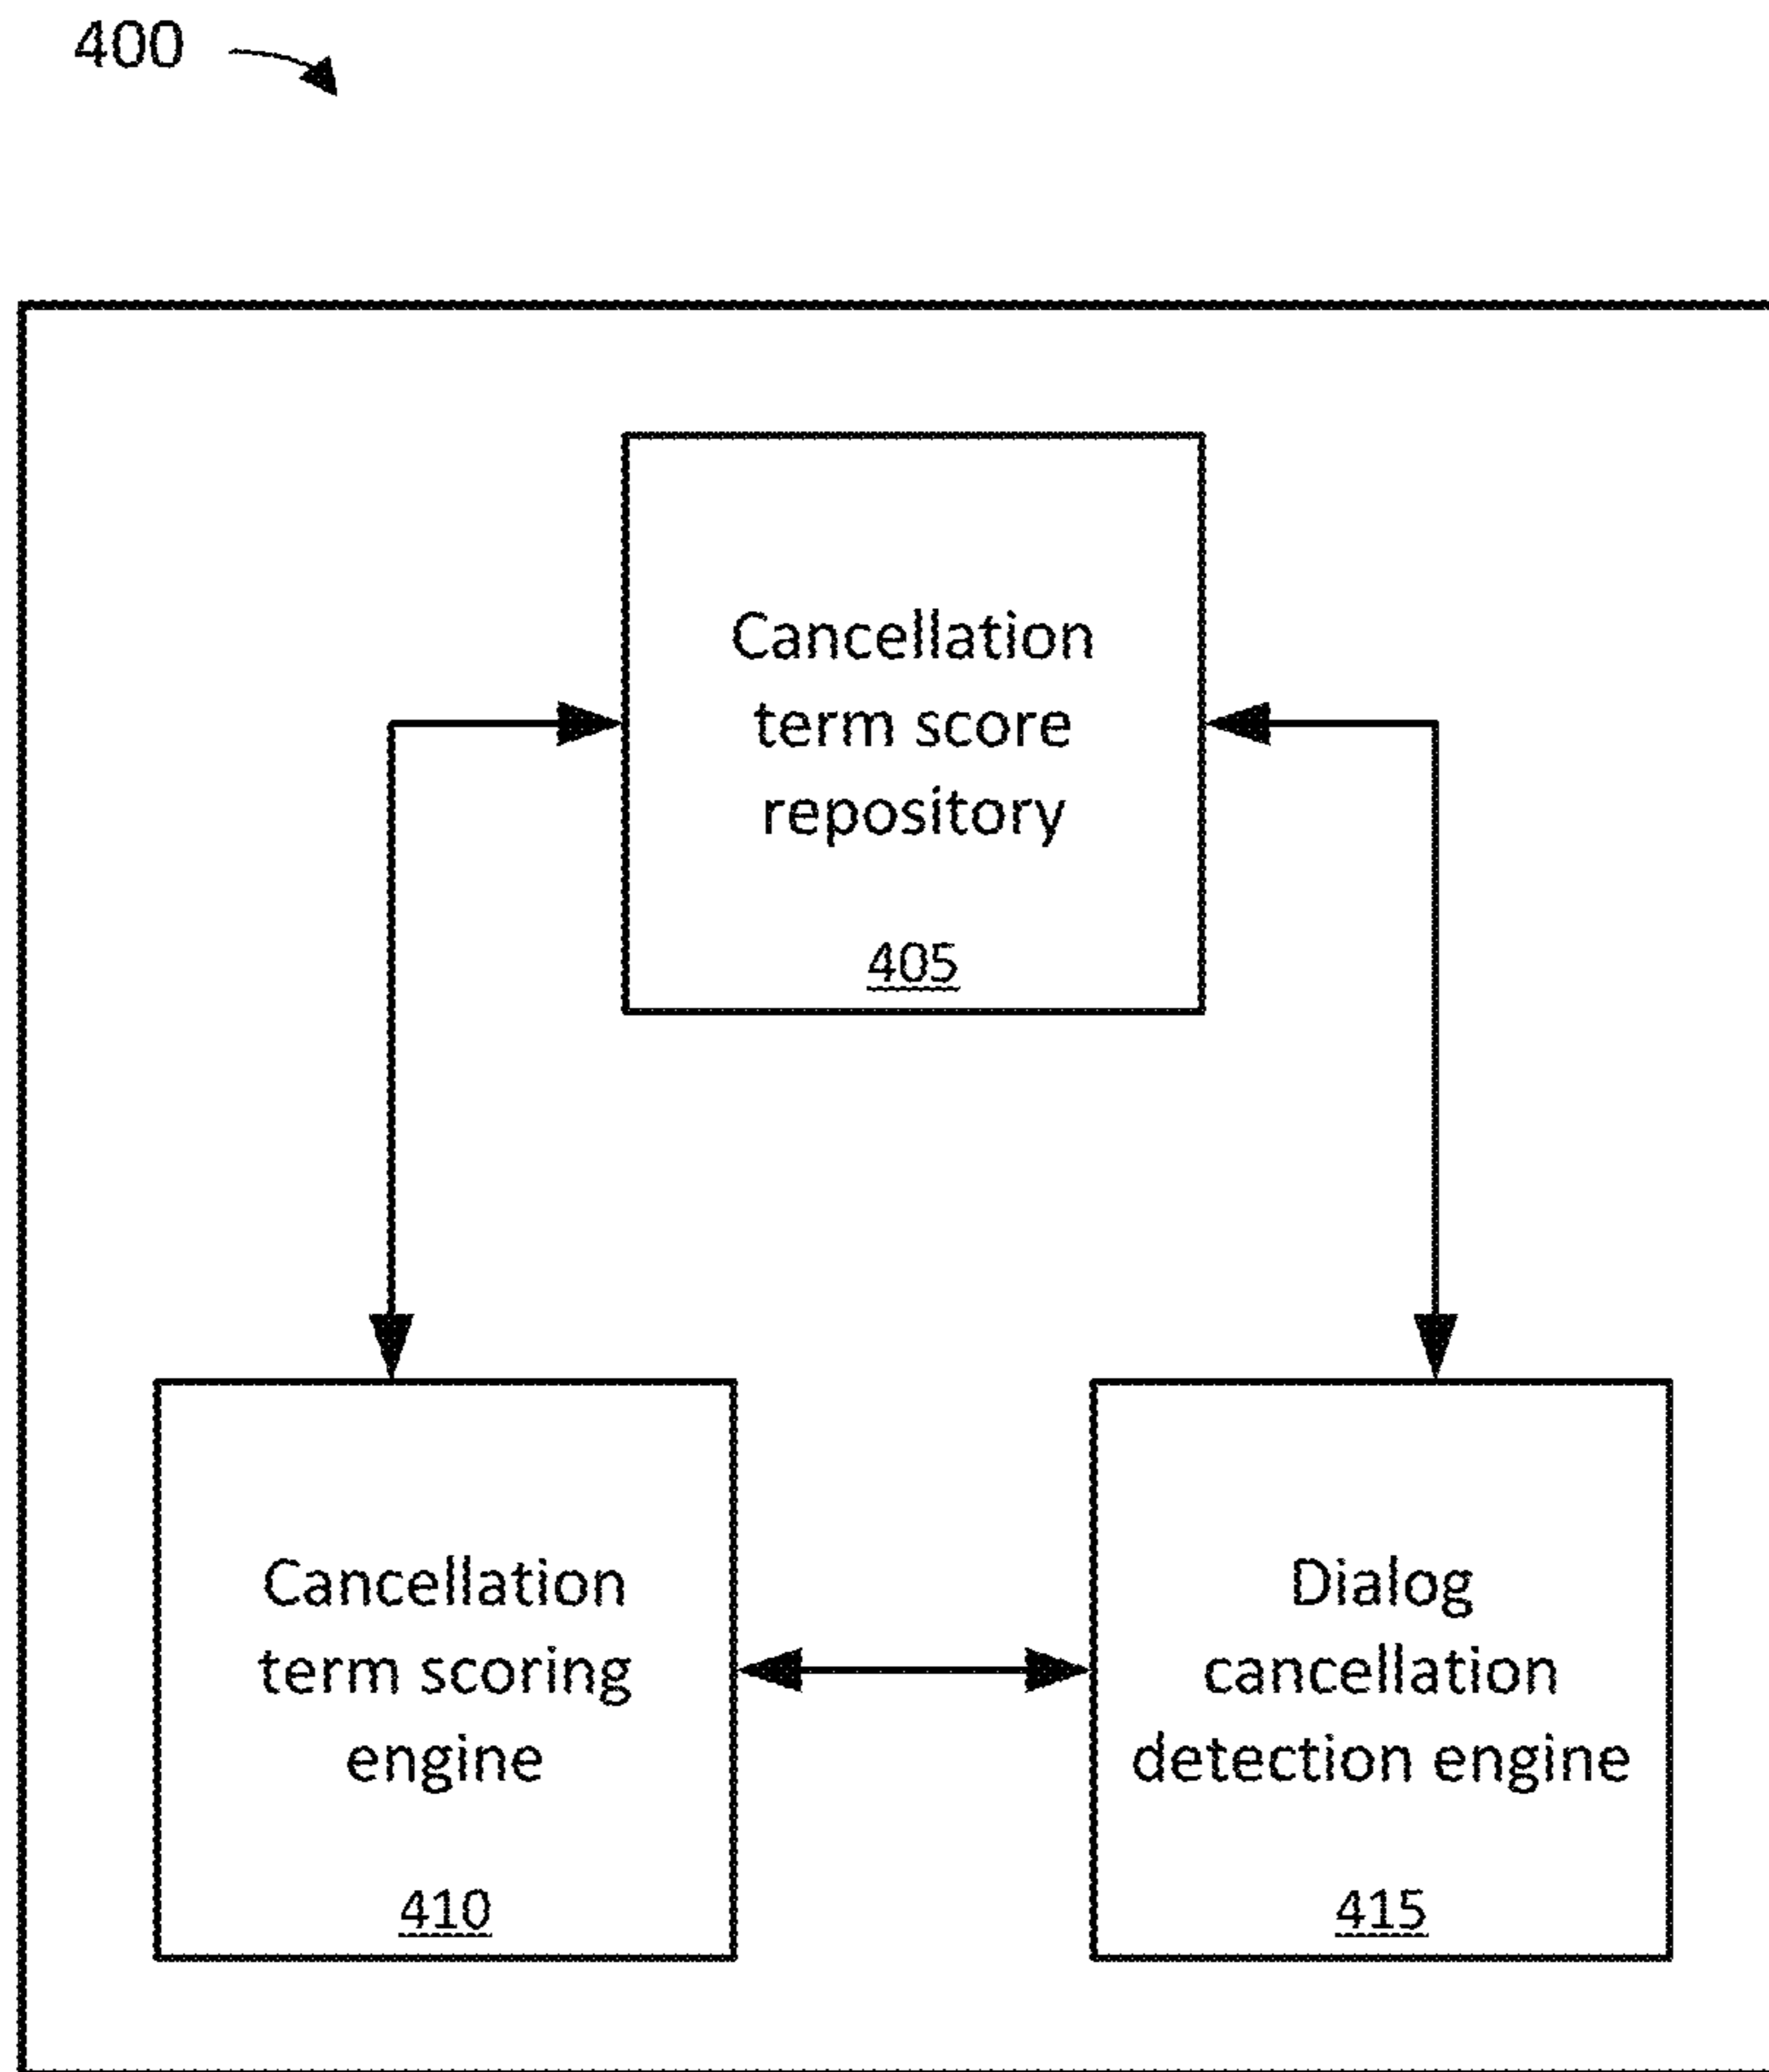 400
Cancellation
term score
repository
405
Cancellation
term scoring
engine
410
Dialog
cancellation
detection engine
415